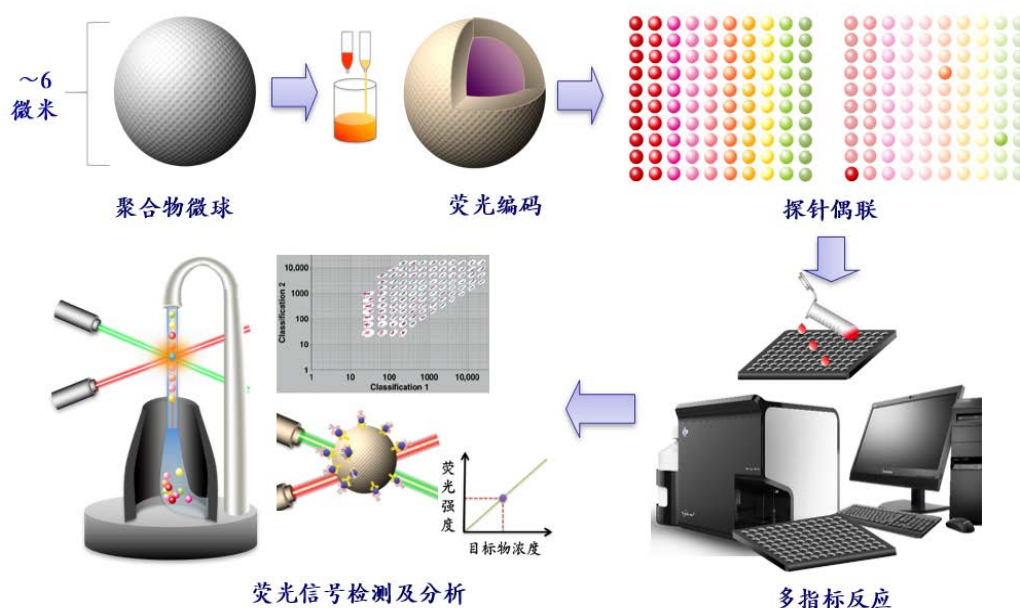 ~6
微米
聚合物微球
荧光编码
探针偶联
10,000
1000
100
10
1
Classification 2
1
10
100
1000
10,000
Classification 1
荧光强度
目标物浓度
荧光信号检测及分析
多指标反应